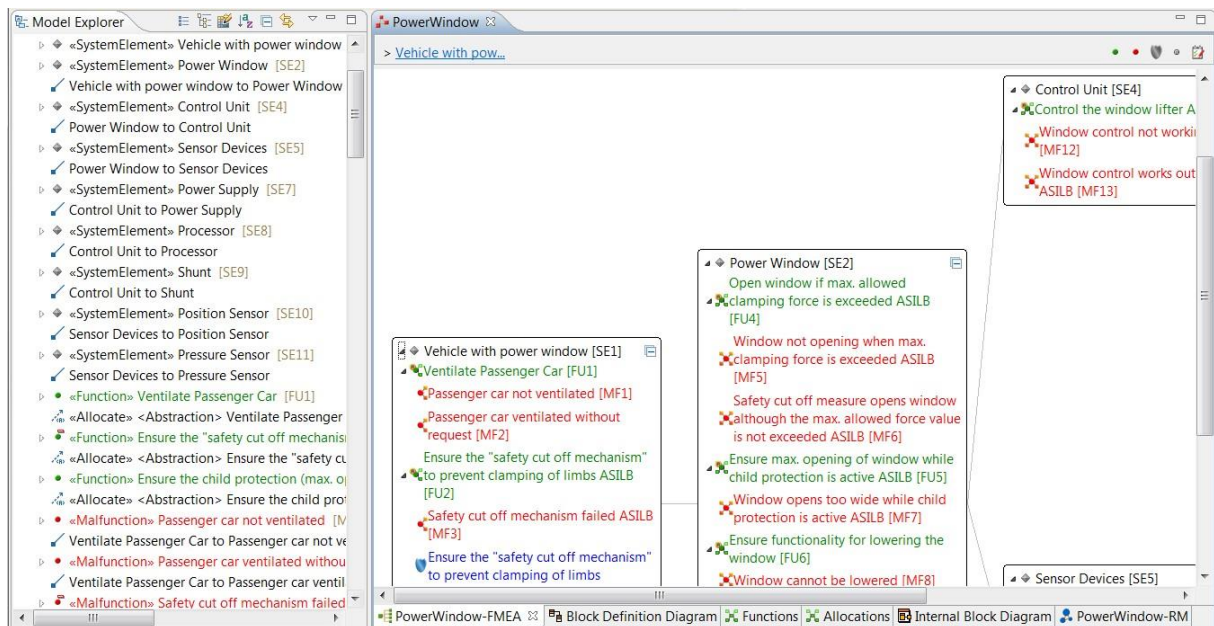 Model Explorer
«SystemElement» Vehicle with power window
«SystemElement» Power Window [SE2]
Vehicle with power window to Power Window
«SystemElement» Control Unit [SE4]
Power Window to Control Unit
«SystemElement» Sensor Devices [SE5]
Power Window to Sensor Devices
«SystemElement» Power Supply [SE7]
Control Unit to Power Supply
«SystemElement» Processor [SE8]
Control Unit to Processor
«SystemElement» Shunt [SE9]
Control Unit to Shunt
«SystemElement» Position Sensor [SE10]
Sensor Devices to Position Sensor
«SystemElement» Pressure Sensor [SE11]
Sensor Devices to Pressure Sensor
«Function» Ventilate Passenger Car [FU1]
«Allocate» <Abstraction> Ventilate Passenger
«Function» Ensure the "safety cut off mechanis
«Allocate» <Abstraction> Ensure the "safety cu
«Function» Ensure the child protection (max. o
«Allocate» <Abstraction> Ensure the child prot
«Malfunction» Passenger car not ventilated [M
Ventilate Passenger Car to Passenger car not ve
«Malfunction» Passenger car ventilated withou
Ventilate Passenger Car to Passenger car ventil
«Malfunction» Safety cut off mechanism failed
PowerWindow
> Vehicle with pow...
Control Unit [SE4]
Control the window lifter A
Window control not workin
[MF12]
Window control works out
ASILB [MF13]
Power Window [SE2]
Open window if max. allowed
clamping force is exceeded ASILB
[FU4]
Window not opening when max.
clamping force is exceeded ASILB
[MF5]
Safety cut off measure opens window
although the max. allowed force value
is not exceeded ASILB [MF6]
Ensure max. opening of window while
child protection is active ASILB [FU5]
Window opens too wide while child
protection is active ASILB [MF7]
Ensure functionality for lowering the
window [FU6]
Window cannot be lowered [MF8]
Vehicle with power window [SE1]
Ventilate Passenger Car [FU1]
Passenger car not ventilated [MF1]
Passenger car ventilated without
request [MF2]
Ensure the "safety cut off mechanism"
to prevent clamping of limbs ASILB
[FU2]
Safety cut off mechanism failed ASILB
[MF3]
Ensure the "safety cut off mechanism"
to prevent clamping of limbs
Sensor Devices [SE5]
PowerWindow-FMEA
Block Definition Diagram
Functions
Allocations
Internal Block Diagram
PowerWindow-RM